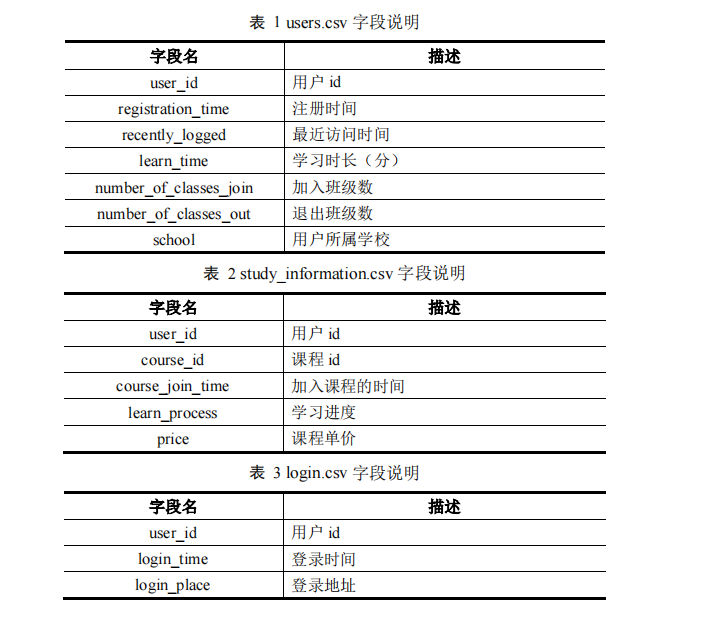 表 1 users.csv 字段说明
字段名 描述
user_id 用户 id
registration_time 注册时间
recently_logged 最近访问时间
learn_time 学习时长（分）
number_of_classes_join 加入班级数
number_of_classes_out 退出班级数
school 用户所属学校
表 2 study_information.csv 字段说明
字段名 描述
user_id 用户 id
course_id 课程 id
course_join_time 加入课程的时间
learn_process 学习进度
price 课程单价
表 3 login.csv 字段说明
字段名 描述
user_id 用户 id
login_time 登录时间
login_place 登录地址